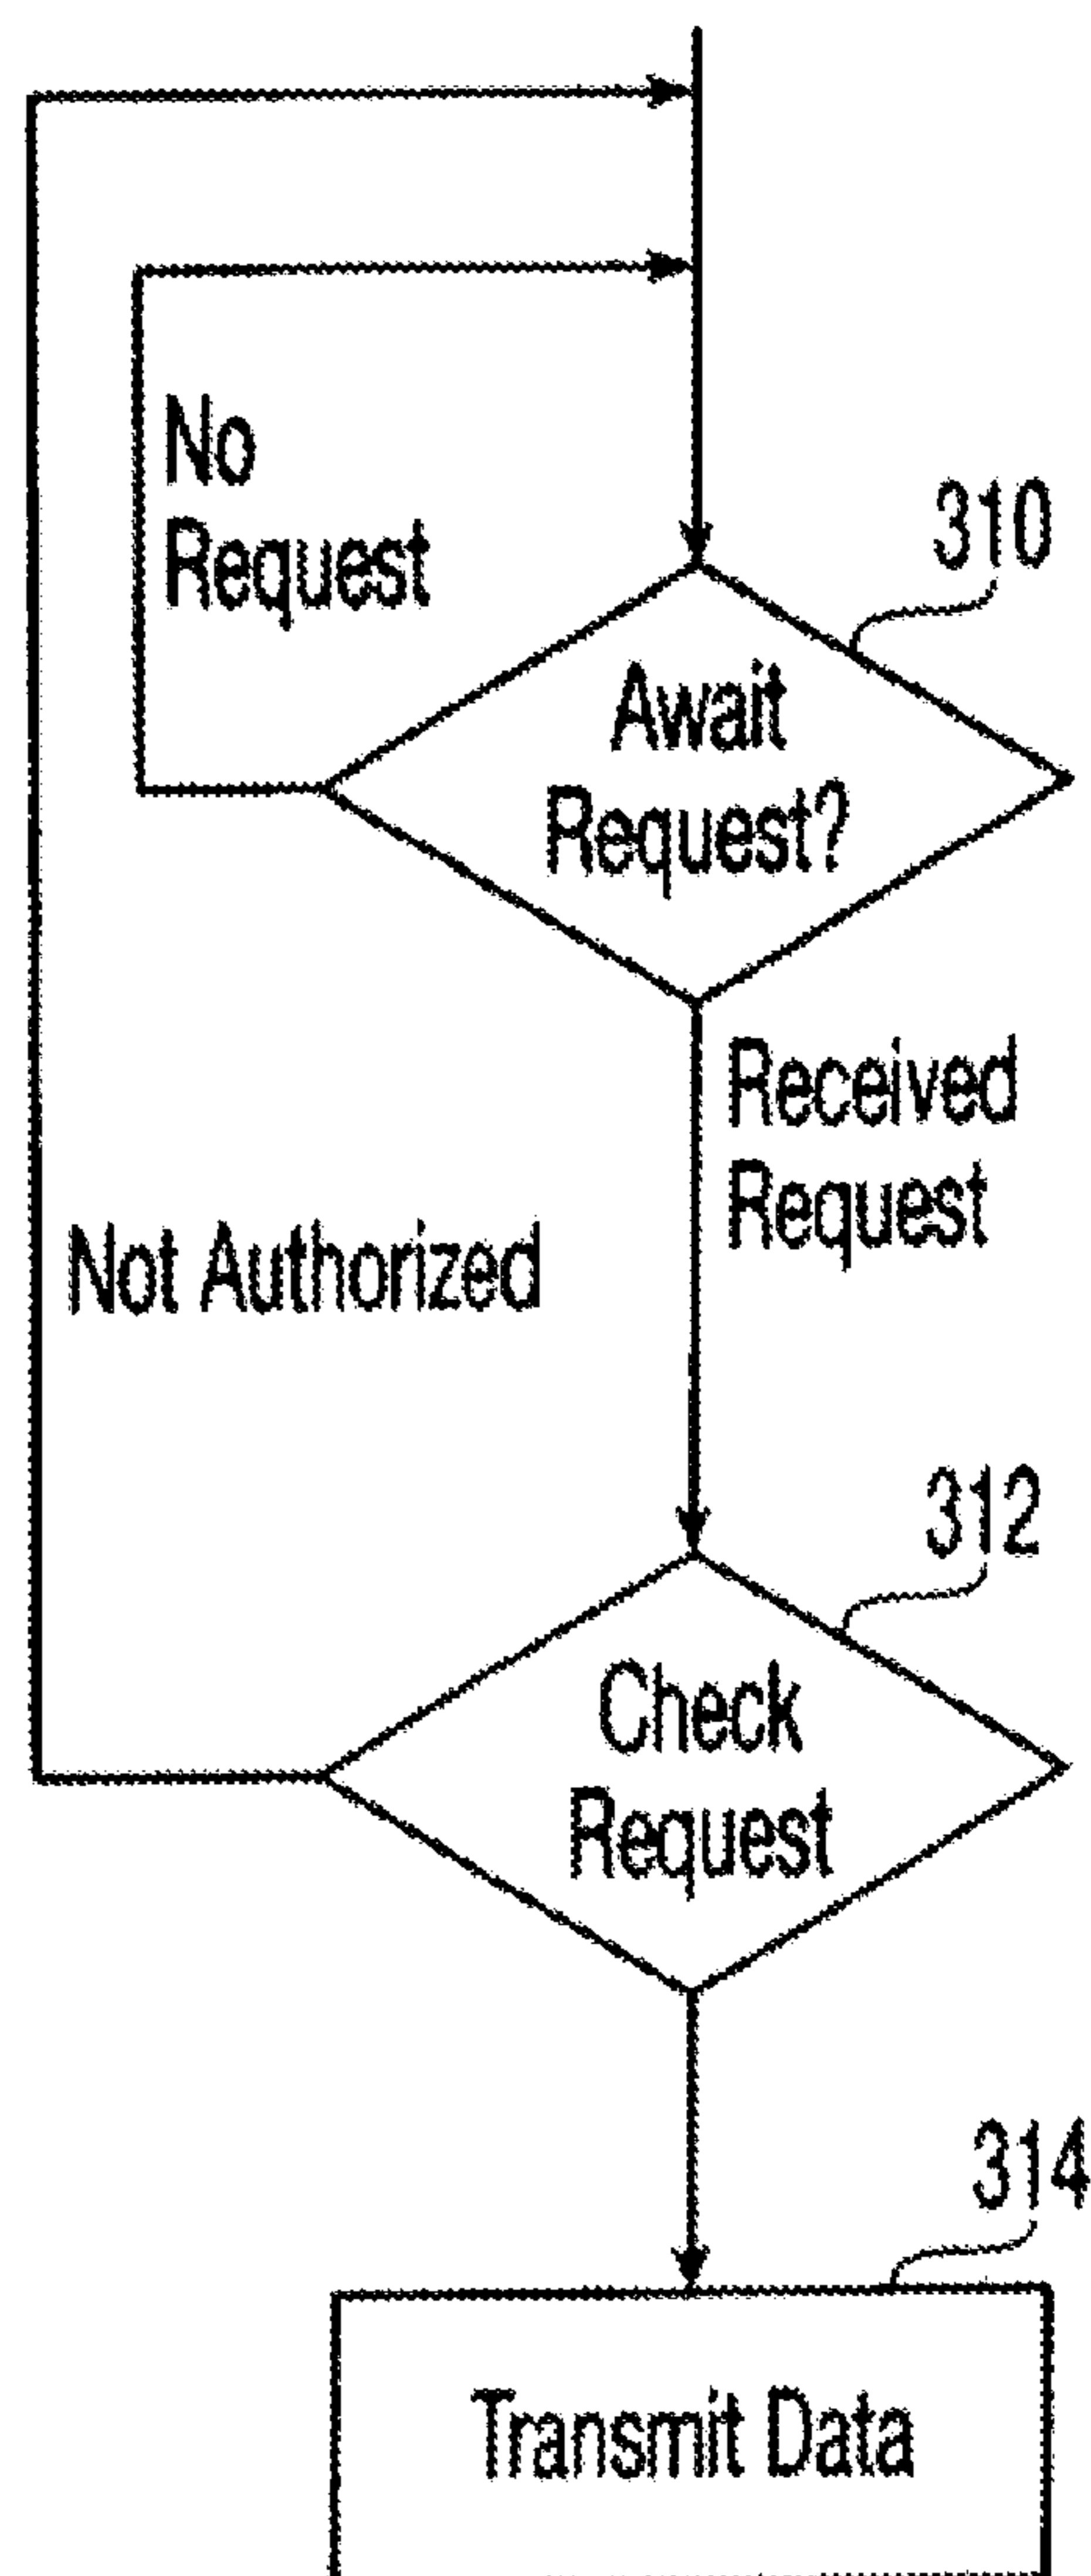 No
Request
310
Await
Request?
Received
Request
Not Authorized
312
Check
Request
314
Transmit Data